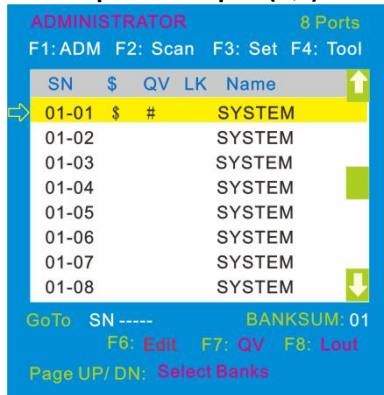 ADMINISTRATOR 8 Ports
F1: ADM F2: Scan F3: Set F4: Tool
SN $ QV LK Name
01-01 $ # SYSTEM
01-02 SYSTEM
01-03 SYSTEM
01-04 SYSTEM
01-05 SYSTEM
01-06 SYSTEM
01-07 SYSTEM
01-08 SYSTEM
GoTo SN ----- BANKSUM: 01
F6: Edit F7: QV F8: Lout
Page UP/ DN: Select Banks